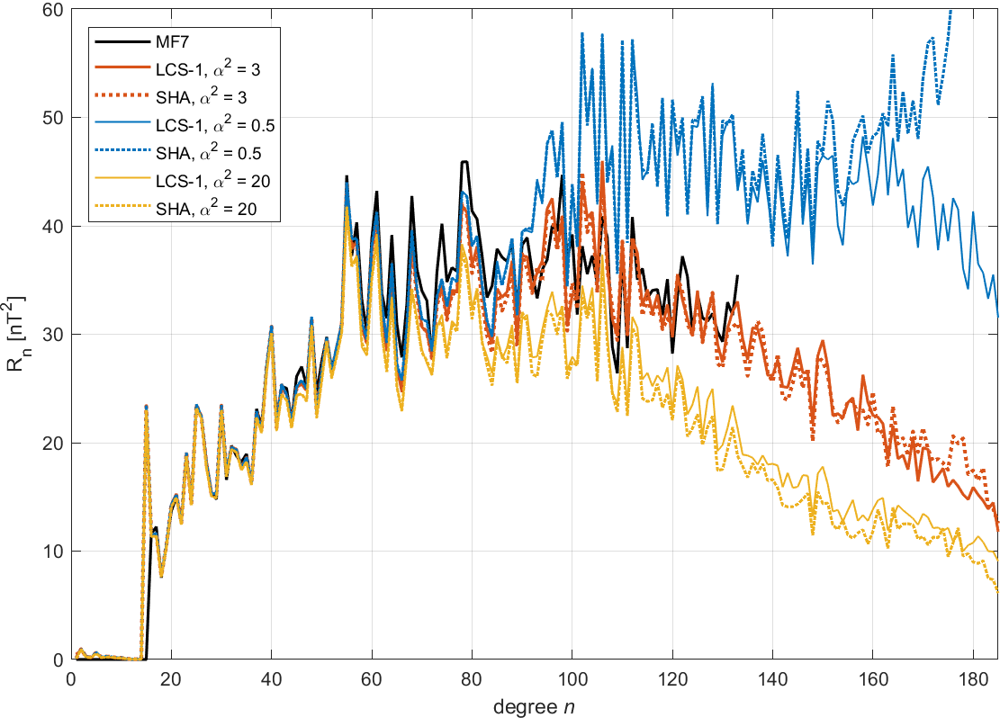 60
50
40
30
20
10
0
R_n [nT^2]
MF7
LCS-1, α^2 = 3
SHA, α^2 = 3
LCS-1, α^2 = 0.5
SHA, α^2 = 0.5
LCS-1, α^2 = 20
SHA, α^2 = 20
0 20 40 60 80 100 120 140 160 180
degree n